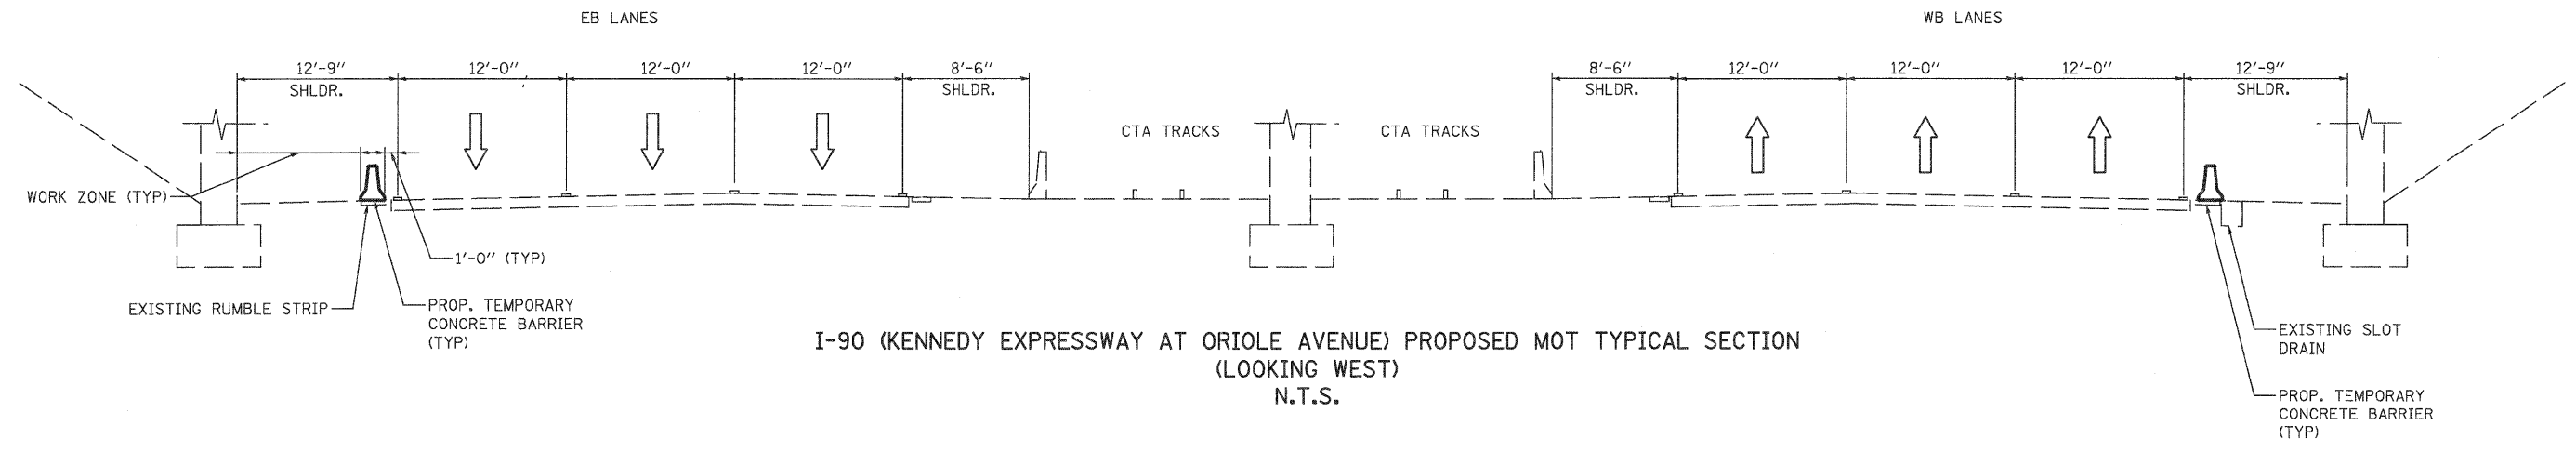 EB LANES
WB LANES
12'-9"
12'-0"
12'-0"
12'-0"
8'-6"
8'-6"
12'-0"
12'-0"
12'-0"
12'-9"
SHLDR.
SHLDR.
SHLDR.
SHLDR.
CTA TRACKS
CTA TRACKS
WORK ZONE (TYP)
1'-0" (TYP)
EXISTING RUMBLE STRIP
PROP. TEMPORARY
CONCRETE BARRIER
(TYP)
I-90 (KENNEDY EXPRESSWAY AT ORIOLE AVENUE) PROPOSED MOT TYPICAL SECTION
(LOOKING WEST)
N.T.S.
EXISTING SLOT
DRAIN
PROP. TEMPORARY
CONCRETE BARRIER
(TYP)